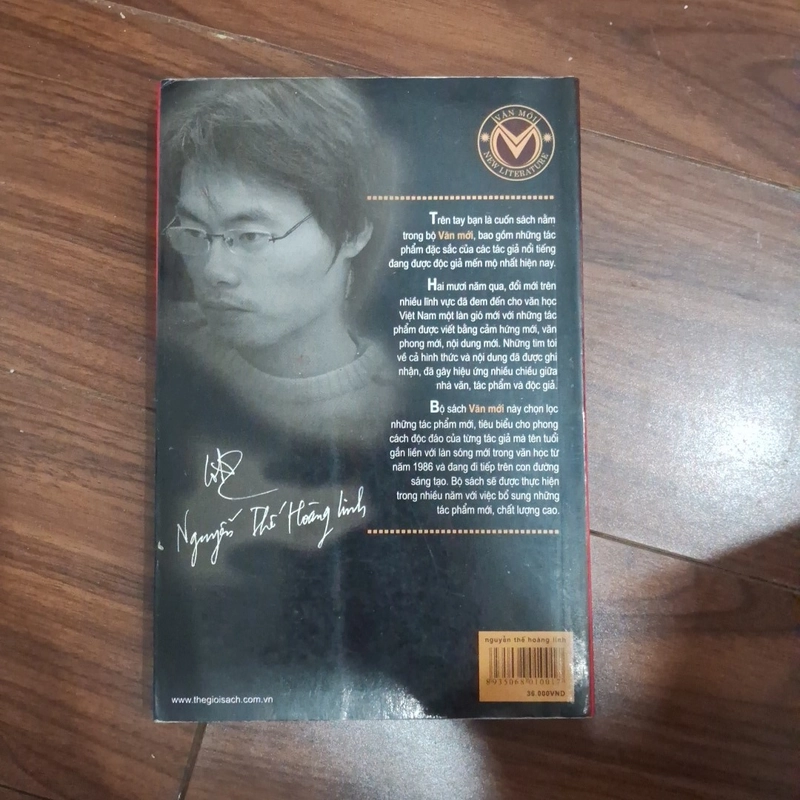 VĂN MỚI
NEW LITERATURE
Trên tay bạn là cuốn sách nằm
trong bộ Văn mới, bao gồm những tác
phẩm đặc sắc của các tác giả nổi tiếng
đang được độc giả mến mộ nhất hiện nay.
Hai mươi năm qua, đổi mới trên
nhiều lĩnh vực đã đem đến cho văn học
Việt Nam một làn gió mới với những tác
phẩm được viết bằng cảm hứng mới, văn
phong mới, nội dung mới. Những tìm tòi
về cả hình thức và nội dung đã được ghi
nhận, đã gây hiệu ứng nhiều chiều giữa
nhà văn, tác phẩm và độc giả.
Bộ sách Văn mới này chọn lọc
những tác phẩm mới, tiêu biểu cho phong
cách độc đáo của từng tác giả mà tên tuổi
gắn liền với làn sóng mới trong văn học từ
năm 1986 và đang đi tiếp trên con đường
sáng tạo. Bộ sách sẽ được thực hiện
trong nhiều năm với việc bổ sung những
tác phẩm mới, chất lượng cao.
Nguyễn Thế Hoàng Linh
nguyễn thế hoàng linh
36.000VND
www.thegioisach.com.vn